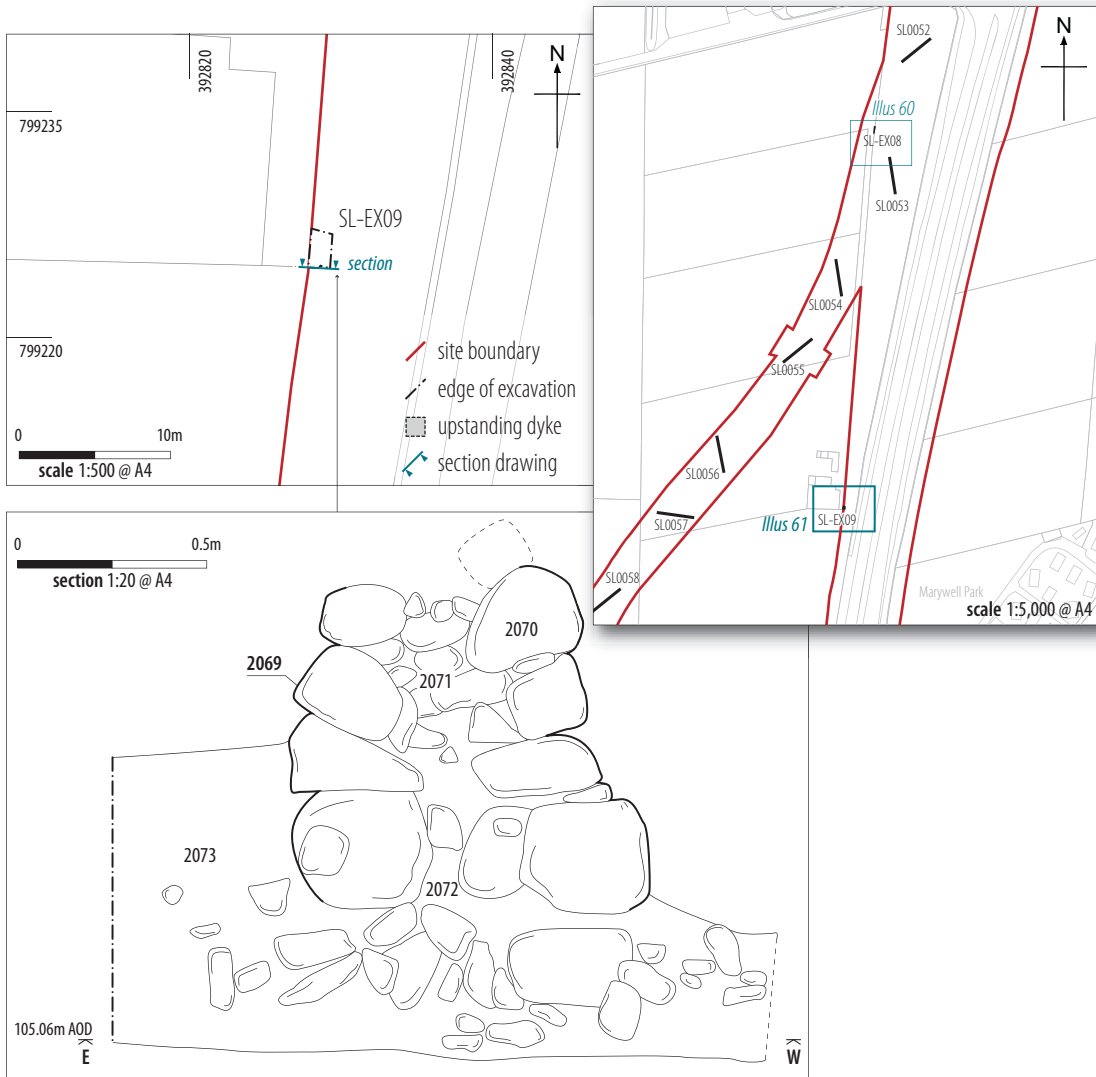 392820
392840
N
799235
SL-EX09
section
799220
site boundary
edge of excavation
upstanding dyke
section drawing
0 10m
scale 1:500 @ A4
SL0052
N
Illus 60
SL-EX08
SL0053
SL0054
SL0055
SL0056
SL0057
Illus 61
SL-EX09
SL0058
Marywell Park
scale 1:5,000 @ A4
0 0.5m
section 1:20 @ A4
2070
2069
2071
2073
2072
105.06m AOD
E
W